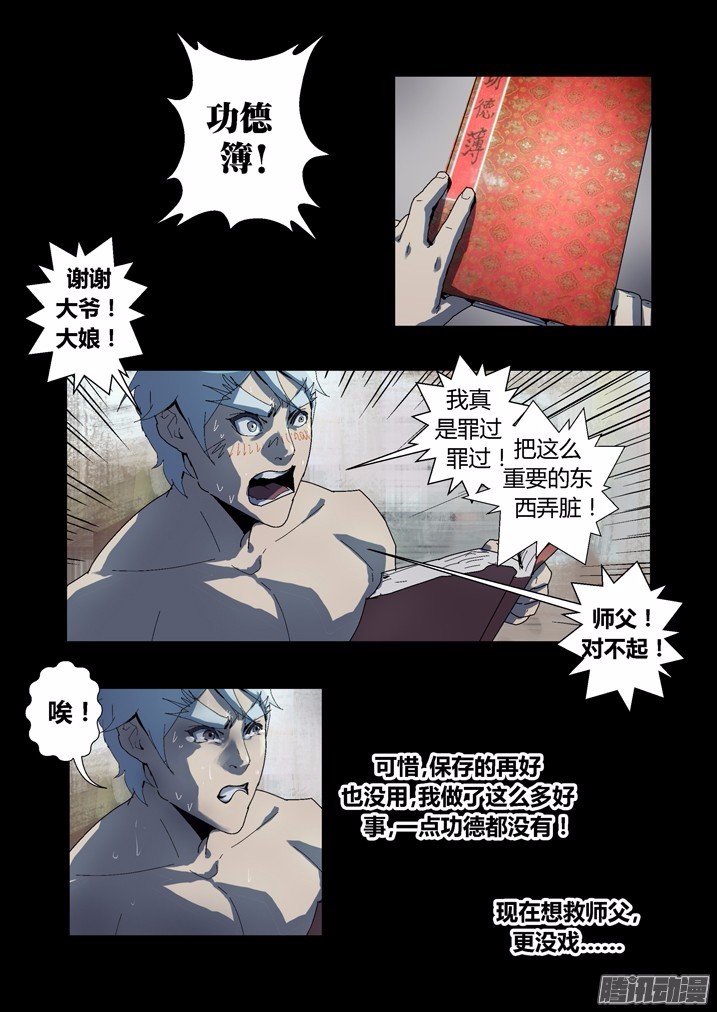 功德
簿！
功德簿
谢谢
大爷！
大娘！
我真
是罪过
罪过！
把这么
重要的东
西弄脏！
师父！
对不起！
唉！
可惜,保存的再好
也没用,我做了这么多好
事,一点功德都没有！
现在想救师父,
更没戏......
腾讯动漫